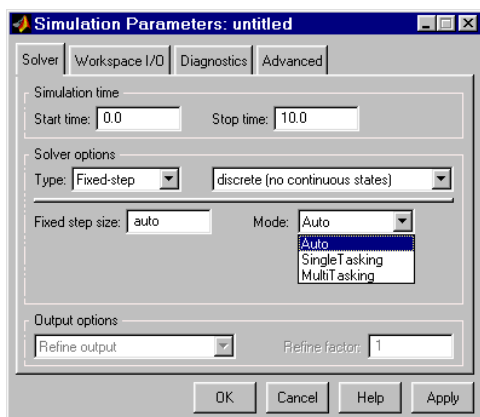 Simulation Parameters: untitled
Solver Workspace I/O Diagnostics Advanced
Simulation time
Start time: 0.0 Stop time: 10.0
Solver options
Type: Fixed-step discrete (no continuous states)
Fixed step size: auto Mode: Auto
Auto
SingleTasking
MultiTasking
Output options
Refine output Refine factor: 1
OK Cancel Help Apply